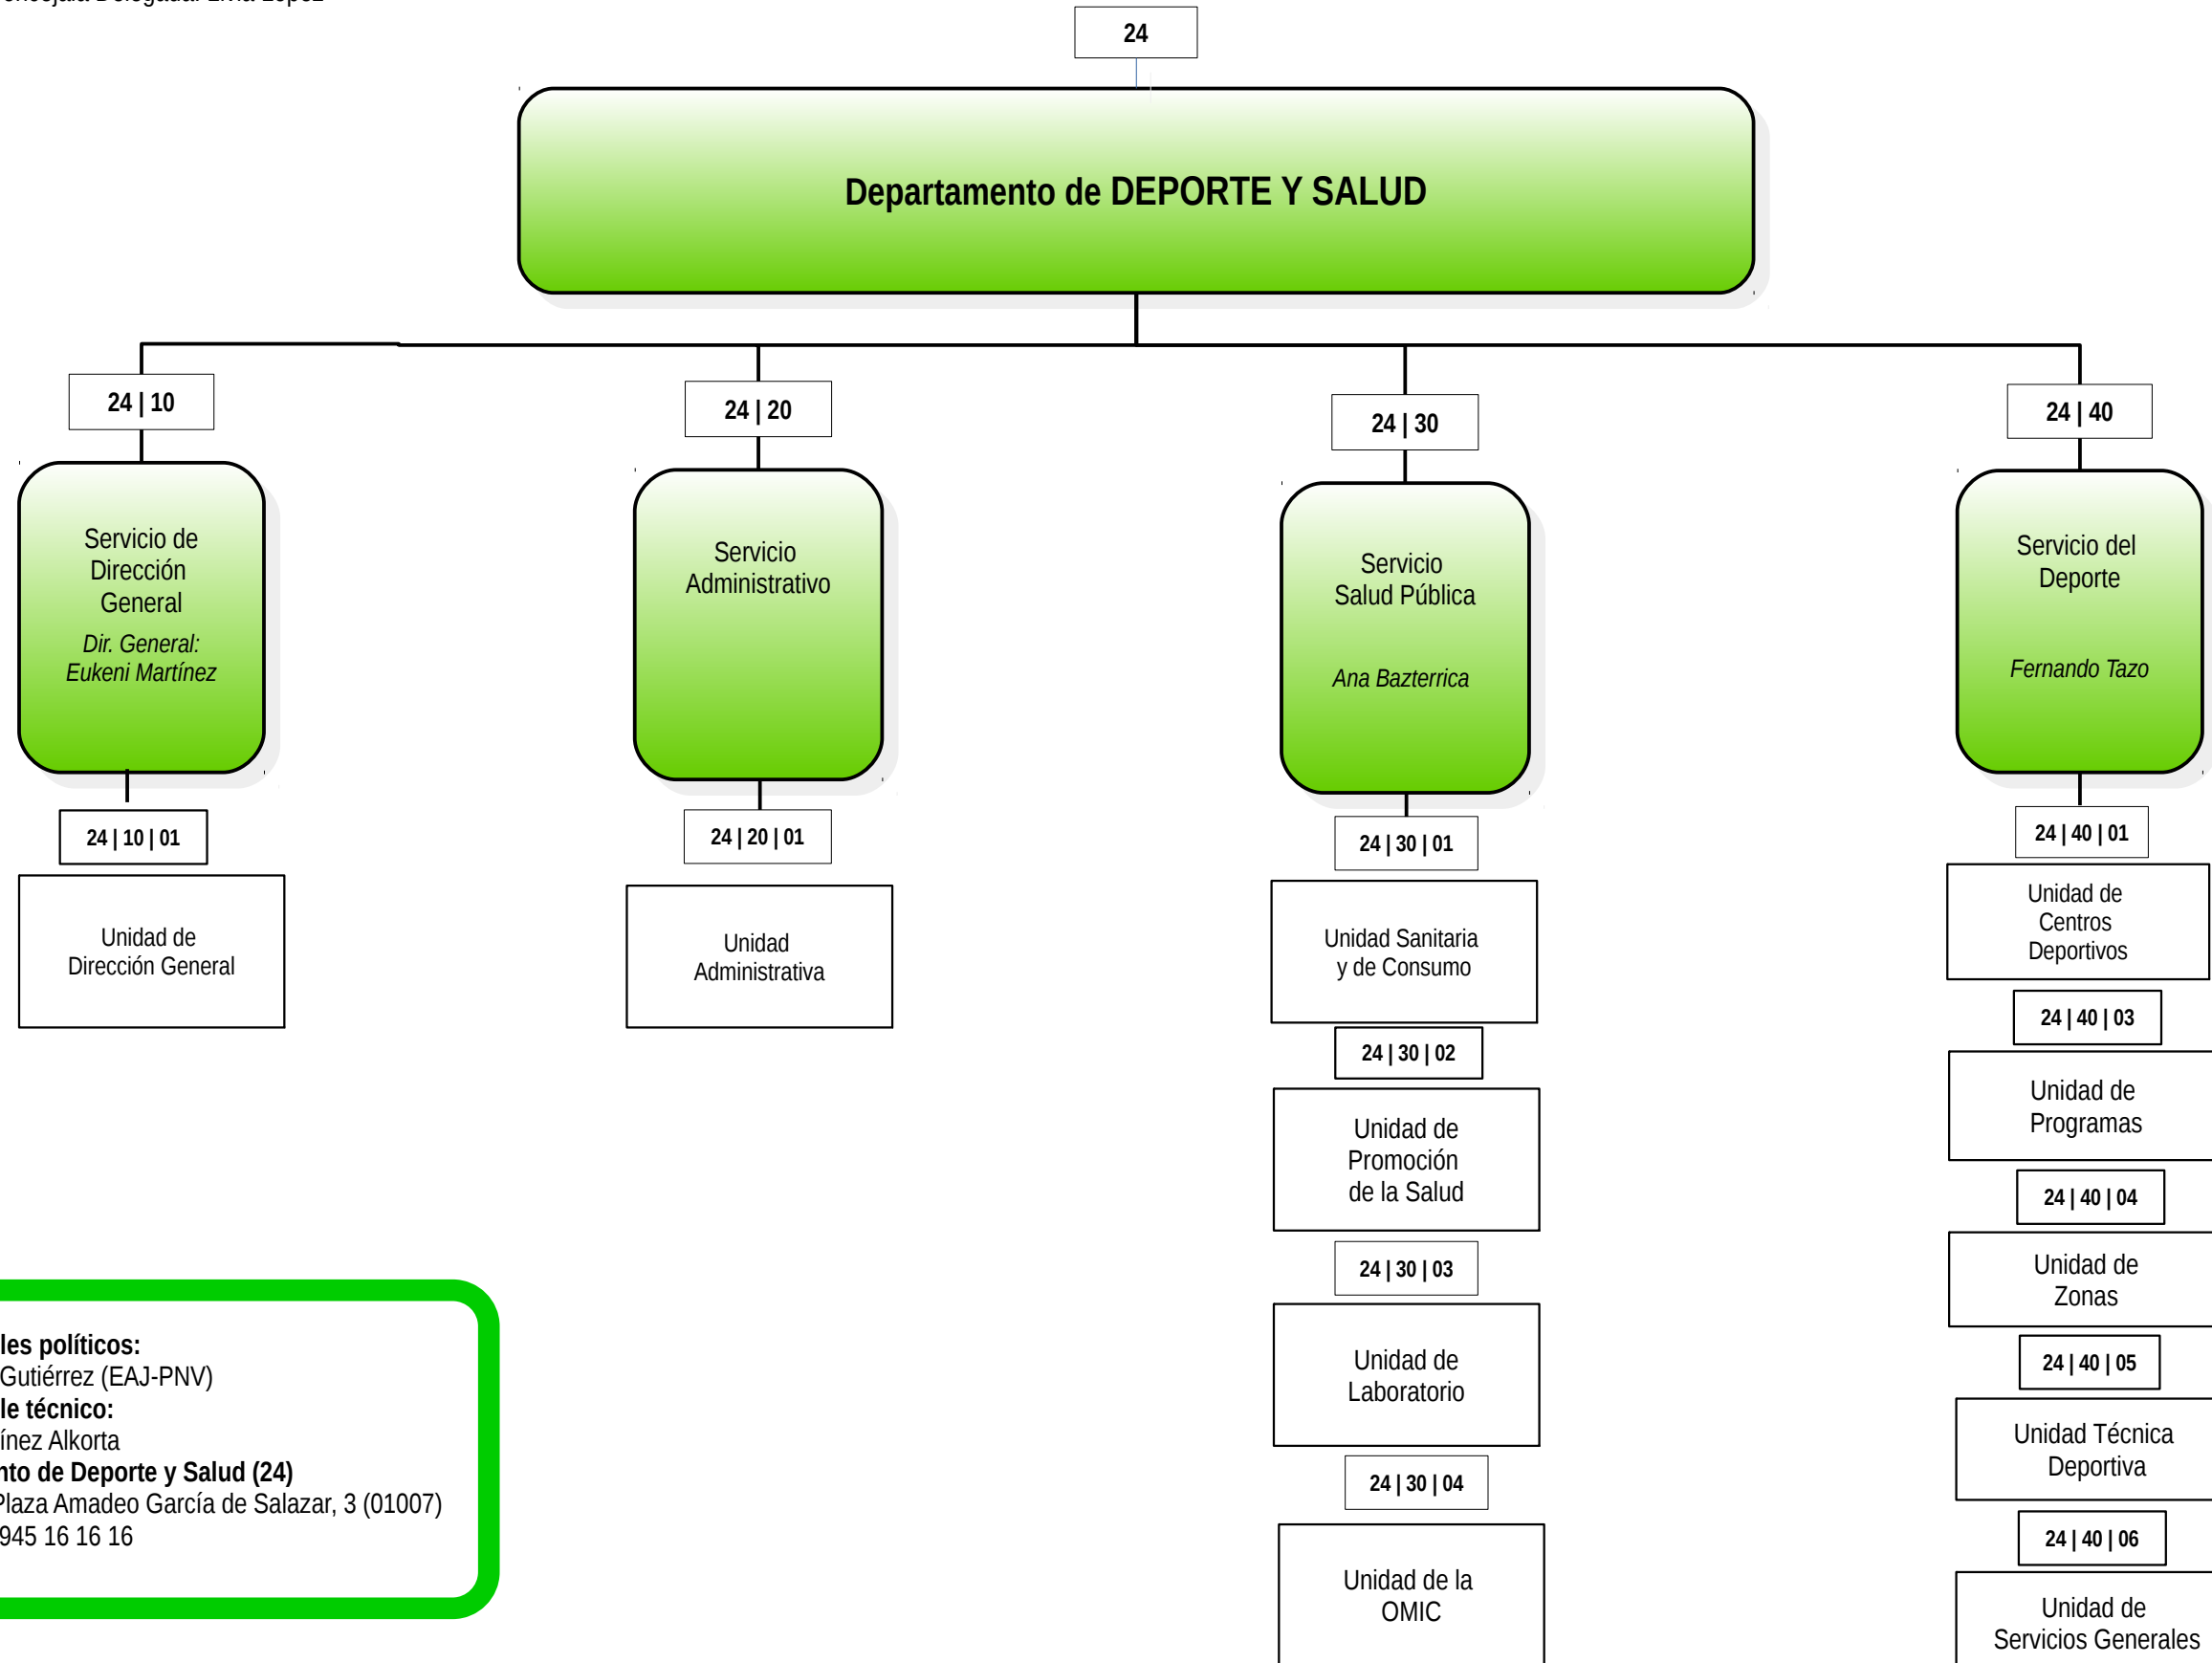 Delegada: Livia López
24
Departamento de DEPORTE Y SALUD
24 | 10
24 | 20
24 | 30
24 | 40
Servicio de
Dirección
General
Dir. General:
Eukeni Martínez
Servicio
Administrativo
Servicio
Salud Pública
Ana Bazterrica
Servicio del
Deporte
Fernando Tazo
24 | 10 | 01
Unidad de
Dirección General
24 | 20 | 01
Unidad
Administrativa
24 | 30 | 01
Unidad Sanitaria
y de Consumo
24 | 30 | 02
Unidad de
Promoción
de la Salud
24 | 30 | 03
Unidad de
Laboratorio
24 | 30 | 04
Unidad de la
OMIC
24 | 40 | 01
Unidad de
Centros
Deportivos
24 | 40 | 03
Unidad de
Programas
24 | 40 | 04
Unidad de
Zonas
24 | 40 | 05
Unidad Técnica
Deportiva
24 | 40 | 06
Unidad de
Servicios Generales
les políticos:
Gutiérrez (EAJ-PNV)
le técnico:
ínez Alkorta
nto de Deporte y Salud (24)
Plaza Amadeo García de Salazar, 3 (01007)
945 16 16 16